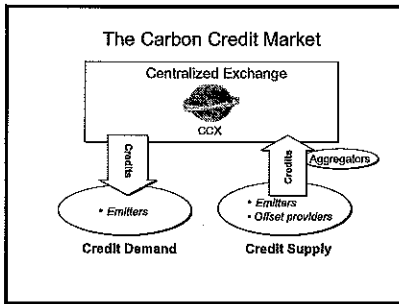 The Carbon Credit Market
Centralized Exchange
CCX
Credits
Credits
Aggregators
• Emitters
• Emitters
• Offset providers
Credit Demand
Credit Supply